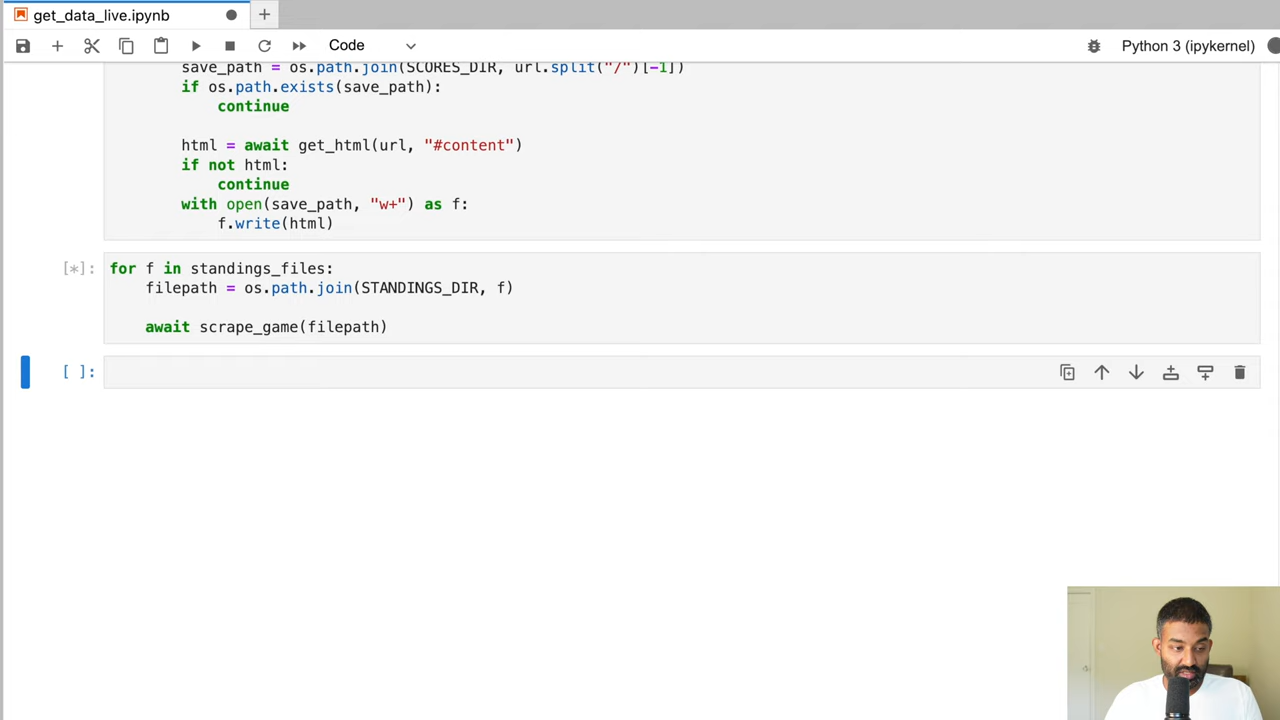 get_data_live.ipynb
Code
Python 3 (ipykernel)
save_path = os.path.join(SCORES_DIR, url.split("/")[-1])
if os.path.exists(save_path):
continue
html = await get_html(url, "#content")
if not html:
continue
with open(save_path, "w+") as f:
f.write(html)
[*]:
for f in standings_files:
filepath = os.path.join(STANDINGS_DIR, f)
await scrape_game(filepath)
[ ]: